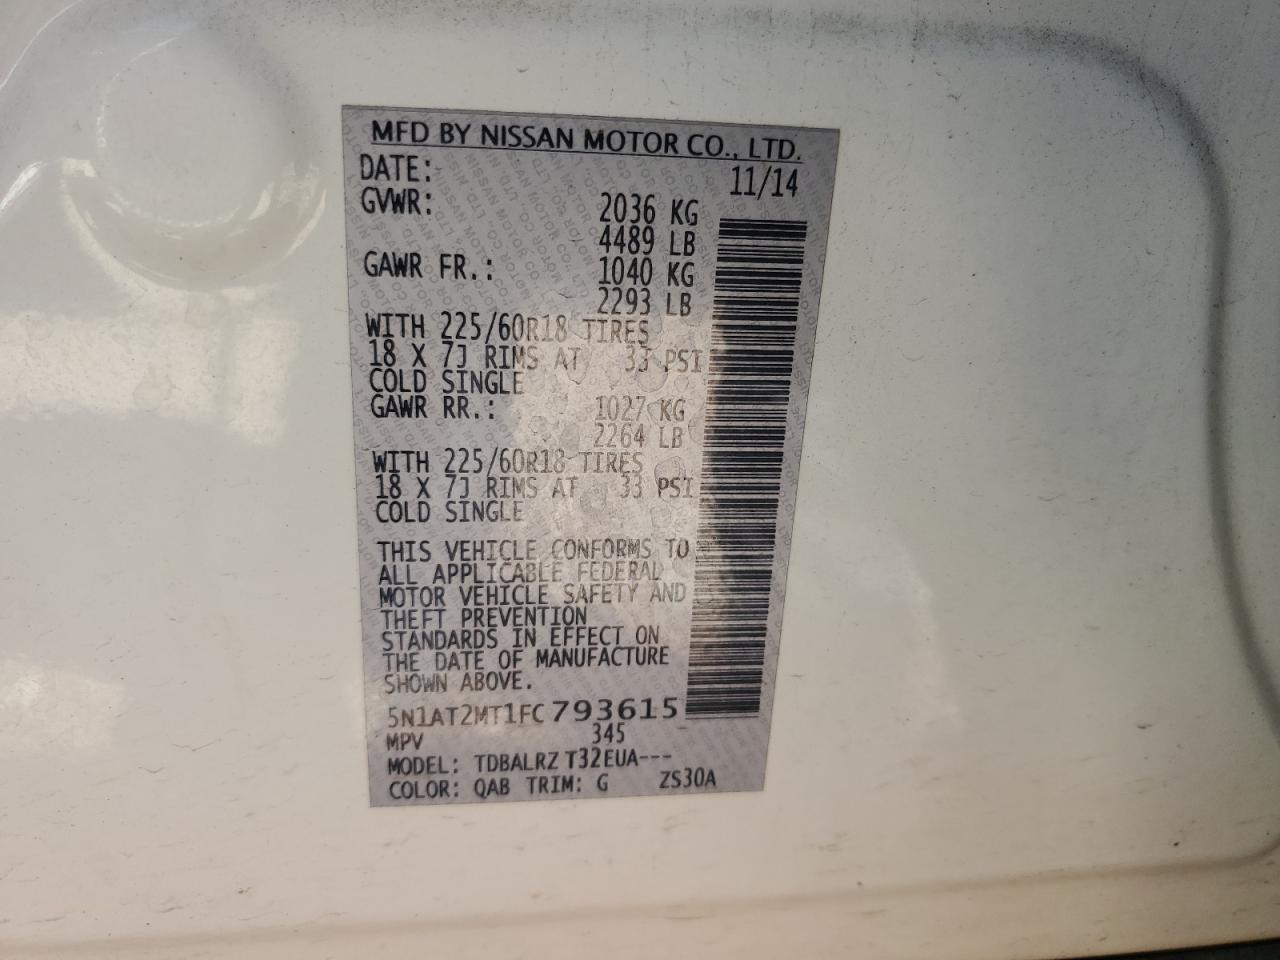 MFD BY NISSAN MOTOR CO., LTD.
DATE: 11/14
GVWR: 2036 KG
4489 LB
GAWR FR.: 1040 KG
2293 LB
WITH 225/60R18 TIRES
18 X 7J RIMS AT 33 PSI
COLD SINGLE
GAWR RR.: 1027 KG
2264 LB
WITH 225/60R18 TIRES
18 X 7J RIMS AT 33 PSI
COLD SINGLE
THIS VEHICLE CONFORMS TO
ALL APPLICABLE FEDERAL
MOTOR VEHICLE SAFETY AND
THEFT PREVENTION
STANDARDS IN EFFECT ON
THE DATE OF MANUFACTURE
SHOWN ABOVE.
5N1AT2MT1FC793615
MPV 345
MODEL: TDBALRZ T32EUA---
COLOR: QAB TRIM: G ZS30A